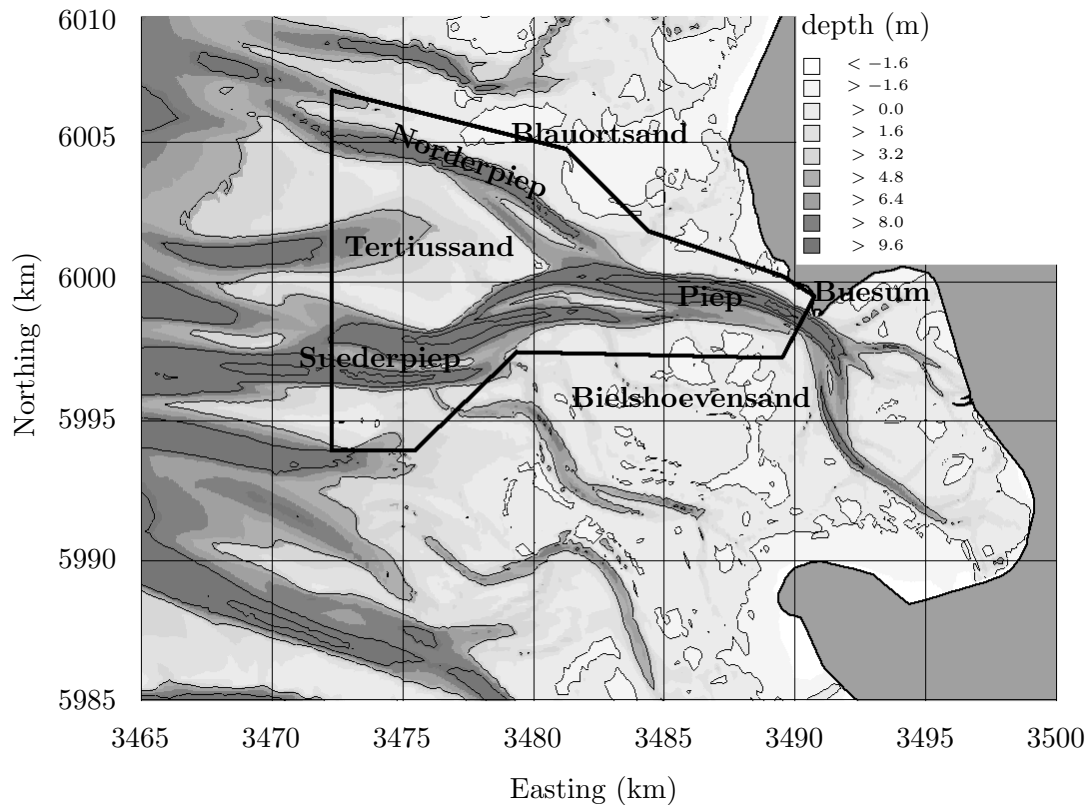 6010
6005
6000
5995
5990
5985
Northing (km)
depth (m)
< −1.6
> −1.6
> 0.0
> 1.6
> 3.2
> 4.8
> 6.4
> 8.0
> 9.6
Blauortsand
Norderpiep
Tertiussand
Piep
Buesum
Suederpiep
Bielshoevensand
3465 3470 3475 3480 3485 3490 3495 3500
Easting (km)